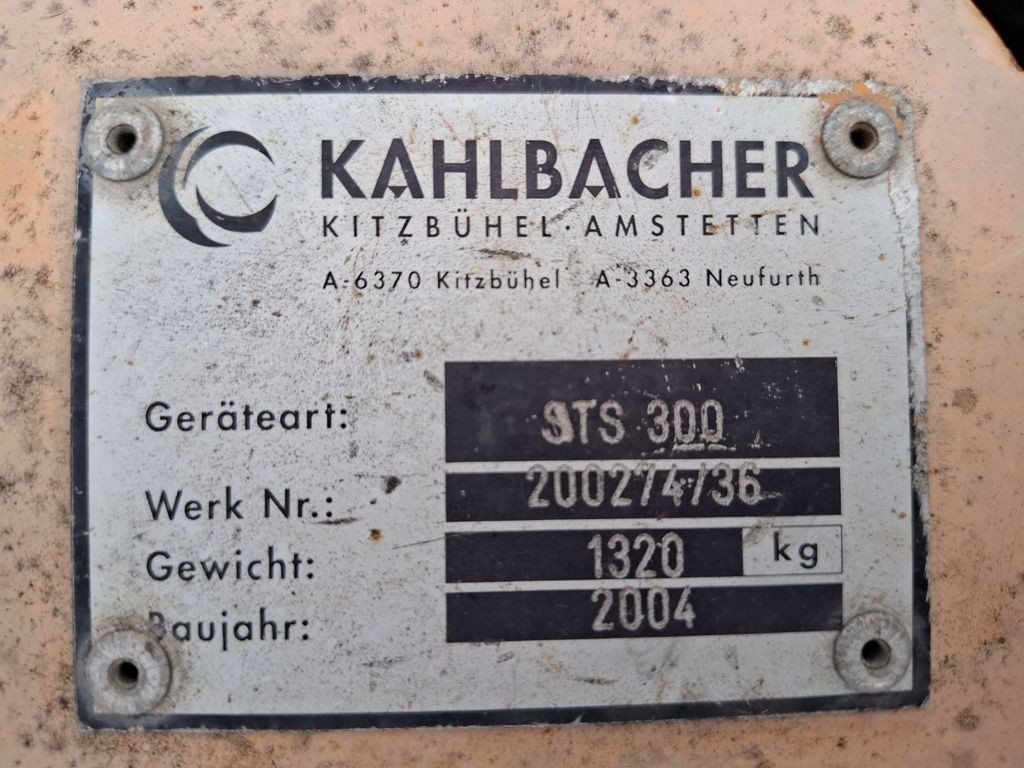 KAHLBACHER
KITZBÜHEL·AMSTETTEN
A-6370 Kitzbühel A-3363 Neufurth
Geräteart: STS 300
Werk Nr.: 200274/36
Gewicht: 1320 kg
Baujahr: 2004